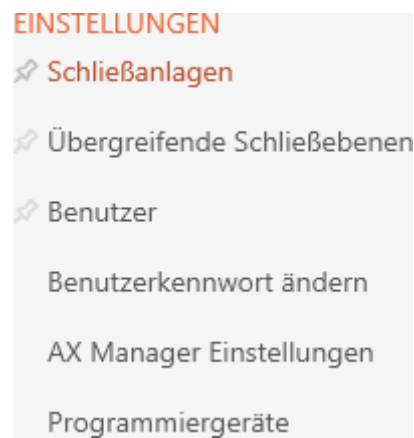 EINSTELLUNGEN
Schließanlagen
Übergreifende Schließebenen
Benutzer
Benutzerkennwort ändern
AX Manager Einstellungen
Programmiergeräte